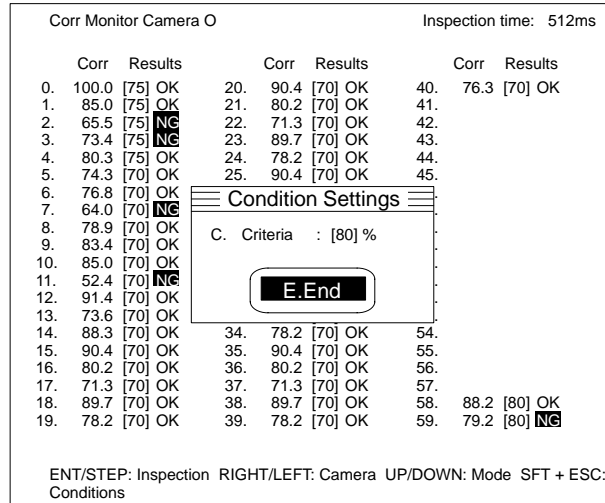 Corr Monitor Camera O Inspection time: 512ms
Corr Results Corr Results Corr Results
0. 100.0 [75] OK 20. 90.4 [70] OK 40. 76.3 [70] OK
1. 85.0 [75] OK 21. 80.2 [70] OK 41.
2. 65.5 [75] NG 22. 71.3 [70] OK 42.
3. 73.4 [75] NG 23. 89.7 [70] OK 43.
4. 80.3 [75] OK 24. 78.2 [70] OK 44.
5. 74.3 [70] OK 25. 90.4 [70] OK 45.
6. 76.8 [70] OK
7. 64.0 [70] NG
8. 78.9 [70] OK
9. 83.4 [70] OK
10. 85.0 [70] OK
11. 52.4 [70] NG
12. 91.4 [70] OK
13. 73.6 [70] OK
Condition Settings
C. Criteria : [80] %
E.End
14. 88.3 [70] OK 34. 78.2 [70] OK 54.
15. 90.4 [70] OK 35. 90.4 [70] OK 55.
16. 80.2 [70] OK 36. 80.2 [70] OK 56.
17. 71.3 [70] OK 37. 71.3 [70] OK 57.
18. 89.7 [70] OK 38. 89.7 [70] OK 58. 88.2 [80] OK
19. 78.2 [70] OK 39. 78.2 [70] OK 59. 79.2 [80] NG
ENT/STEP: Inspection RIGHT/LEFT: Camera UP/DOWN: Mode SFT + ESC:
Conditions